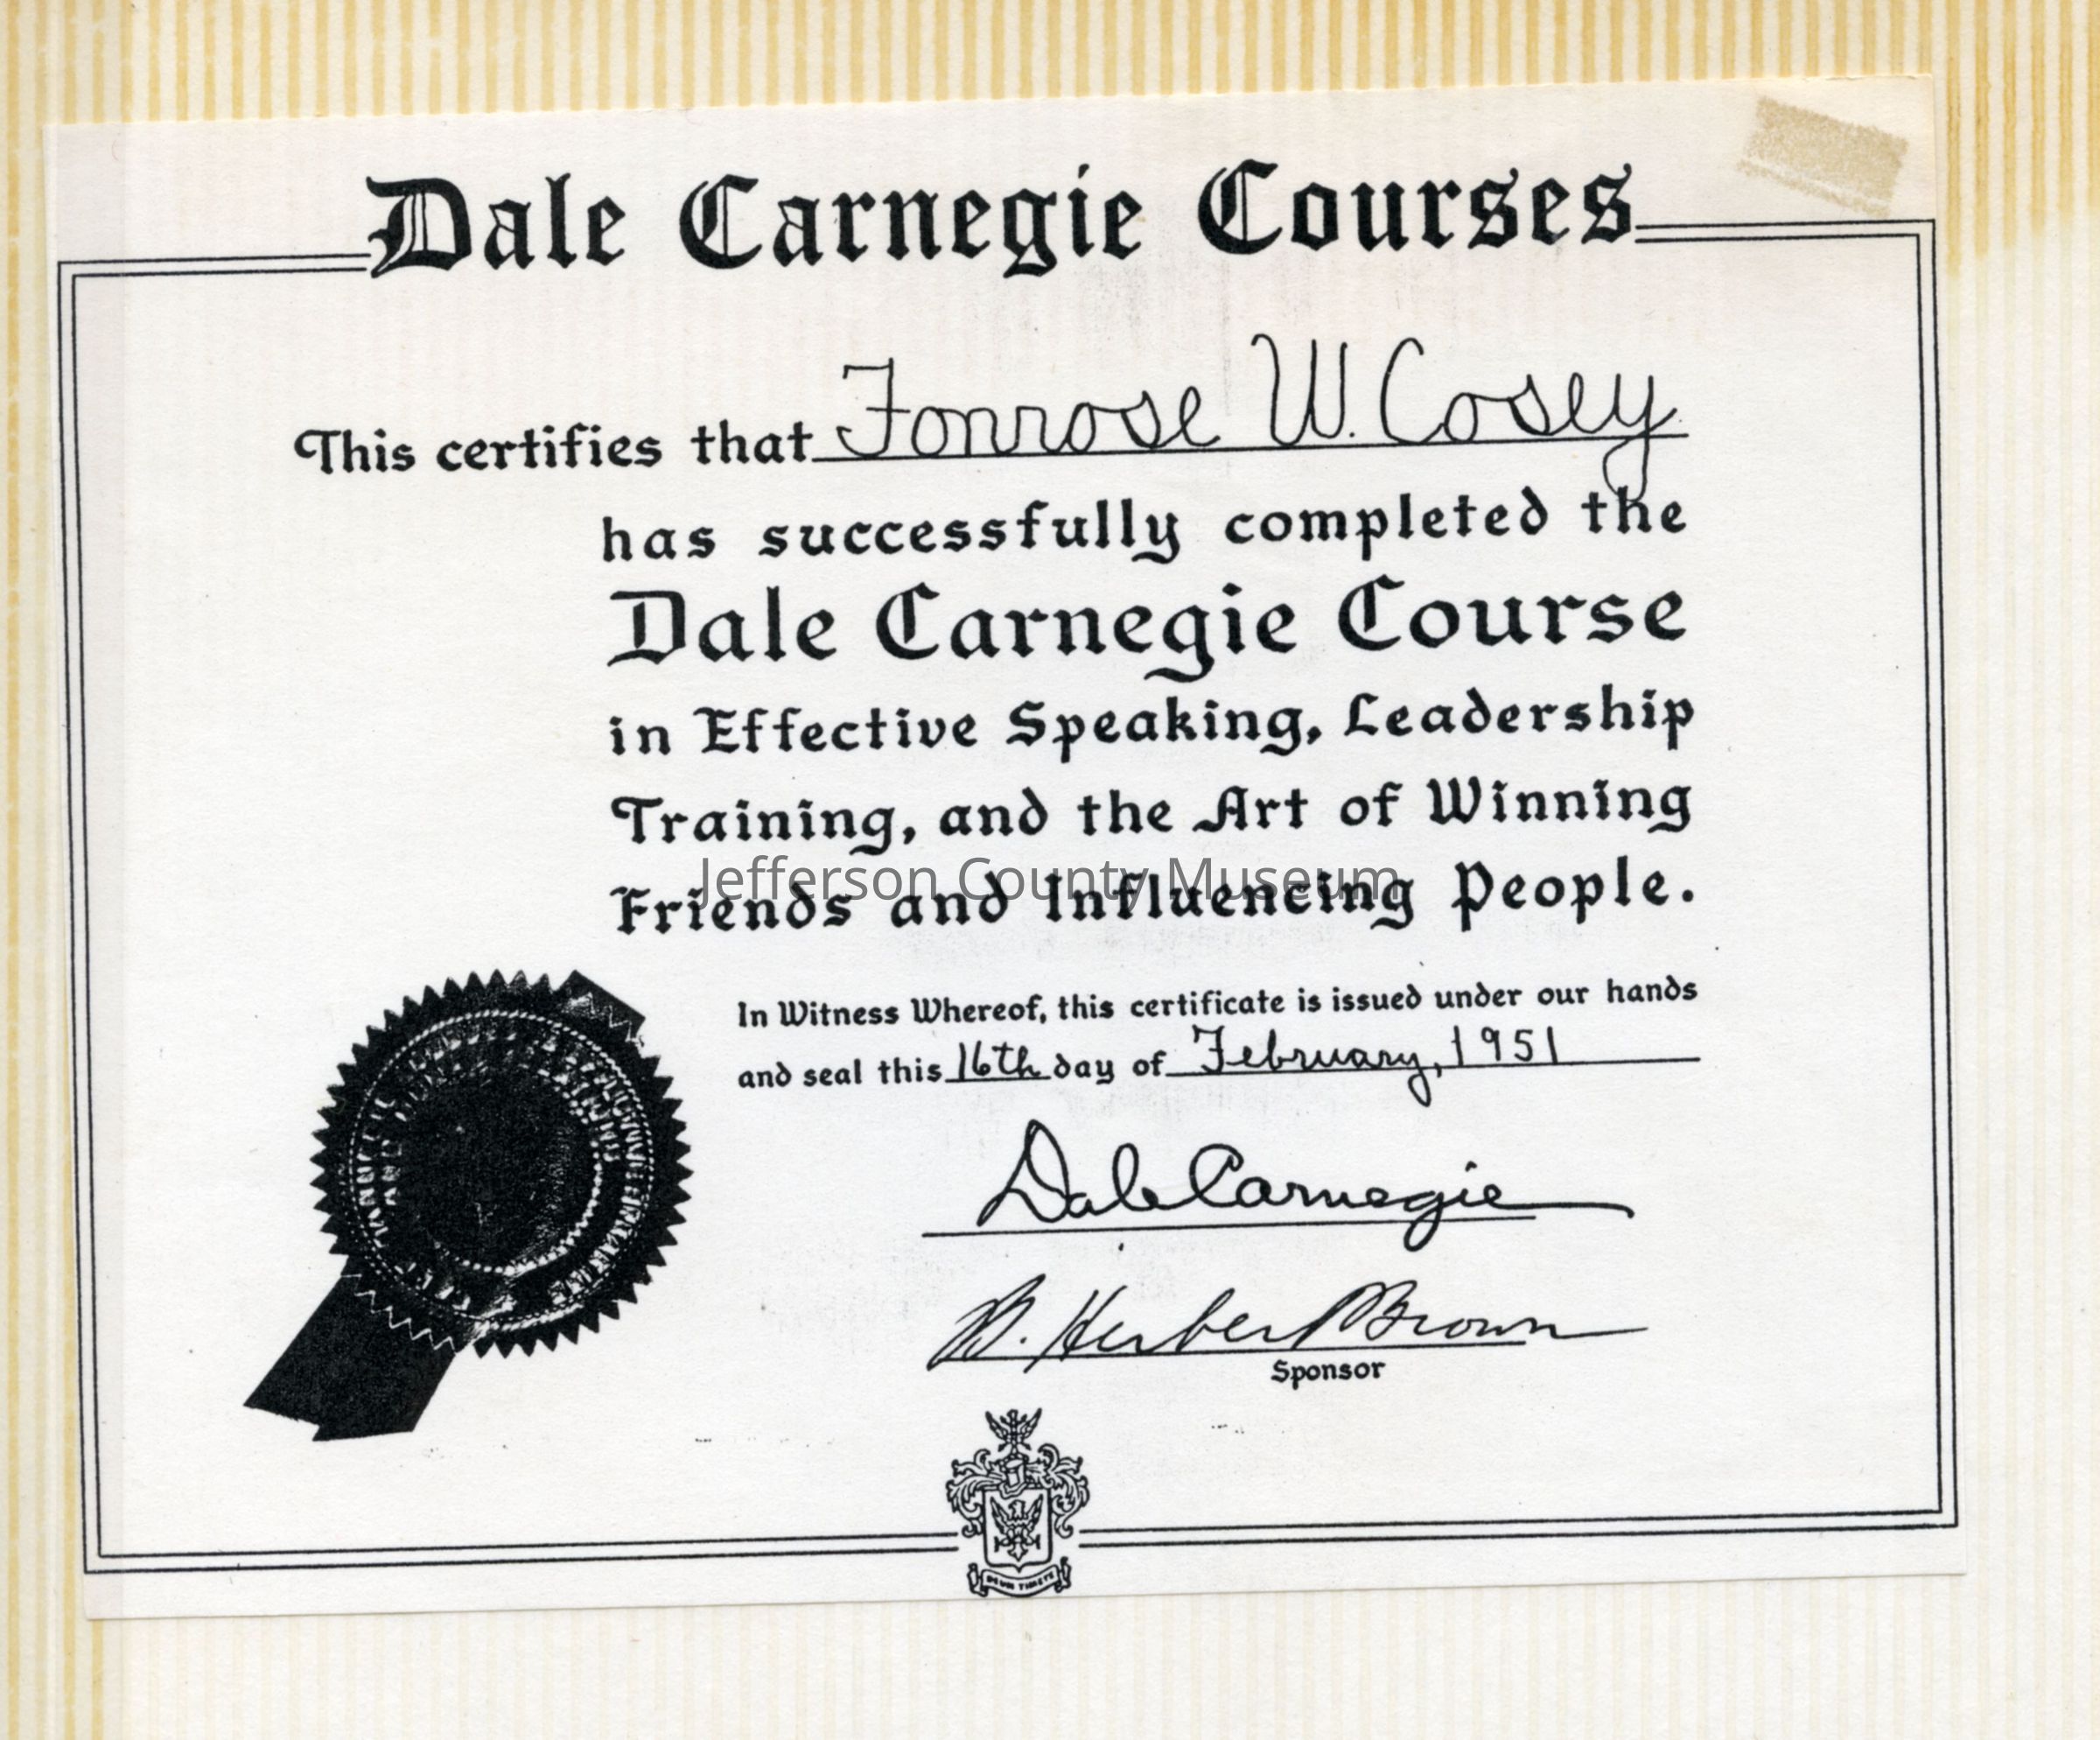 Dale Carnegie Courses
This certifies that Fonrose W. Cosey
has successfully completed the
Dale Carnegie Course
in Effective Speaking, Leadership
Training, and the Art of Winning
Friends and Influencing People.
Jefferson County Museum
In Witness Whereof, this certificate is issued under our hands
and seal this 16th day of February, 1951
Dale Carnegie
B. Herbert Brown
Sponsor